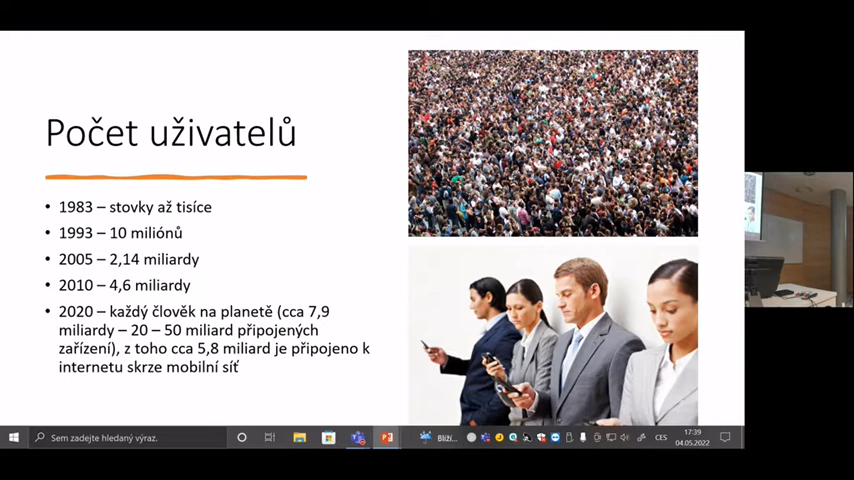 Počet uživatelů
• 1983 – stovky až tisíce
• 1993 – 10 miliónů
• 2005 – 2,14 miliardy
• 2010 – 4,6 miliardy
• 2020 – každý člověk na planetě (cca 7,9
miliardy – 20 – 50 miliard připojených
zařízení), z toho cca 5,8 miliard je připojeno k
internetu skrze mobilní síť
Sem zadejte hledaný výraz.
Blíží...
CES
17:39
04.05.2022